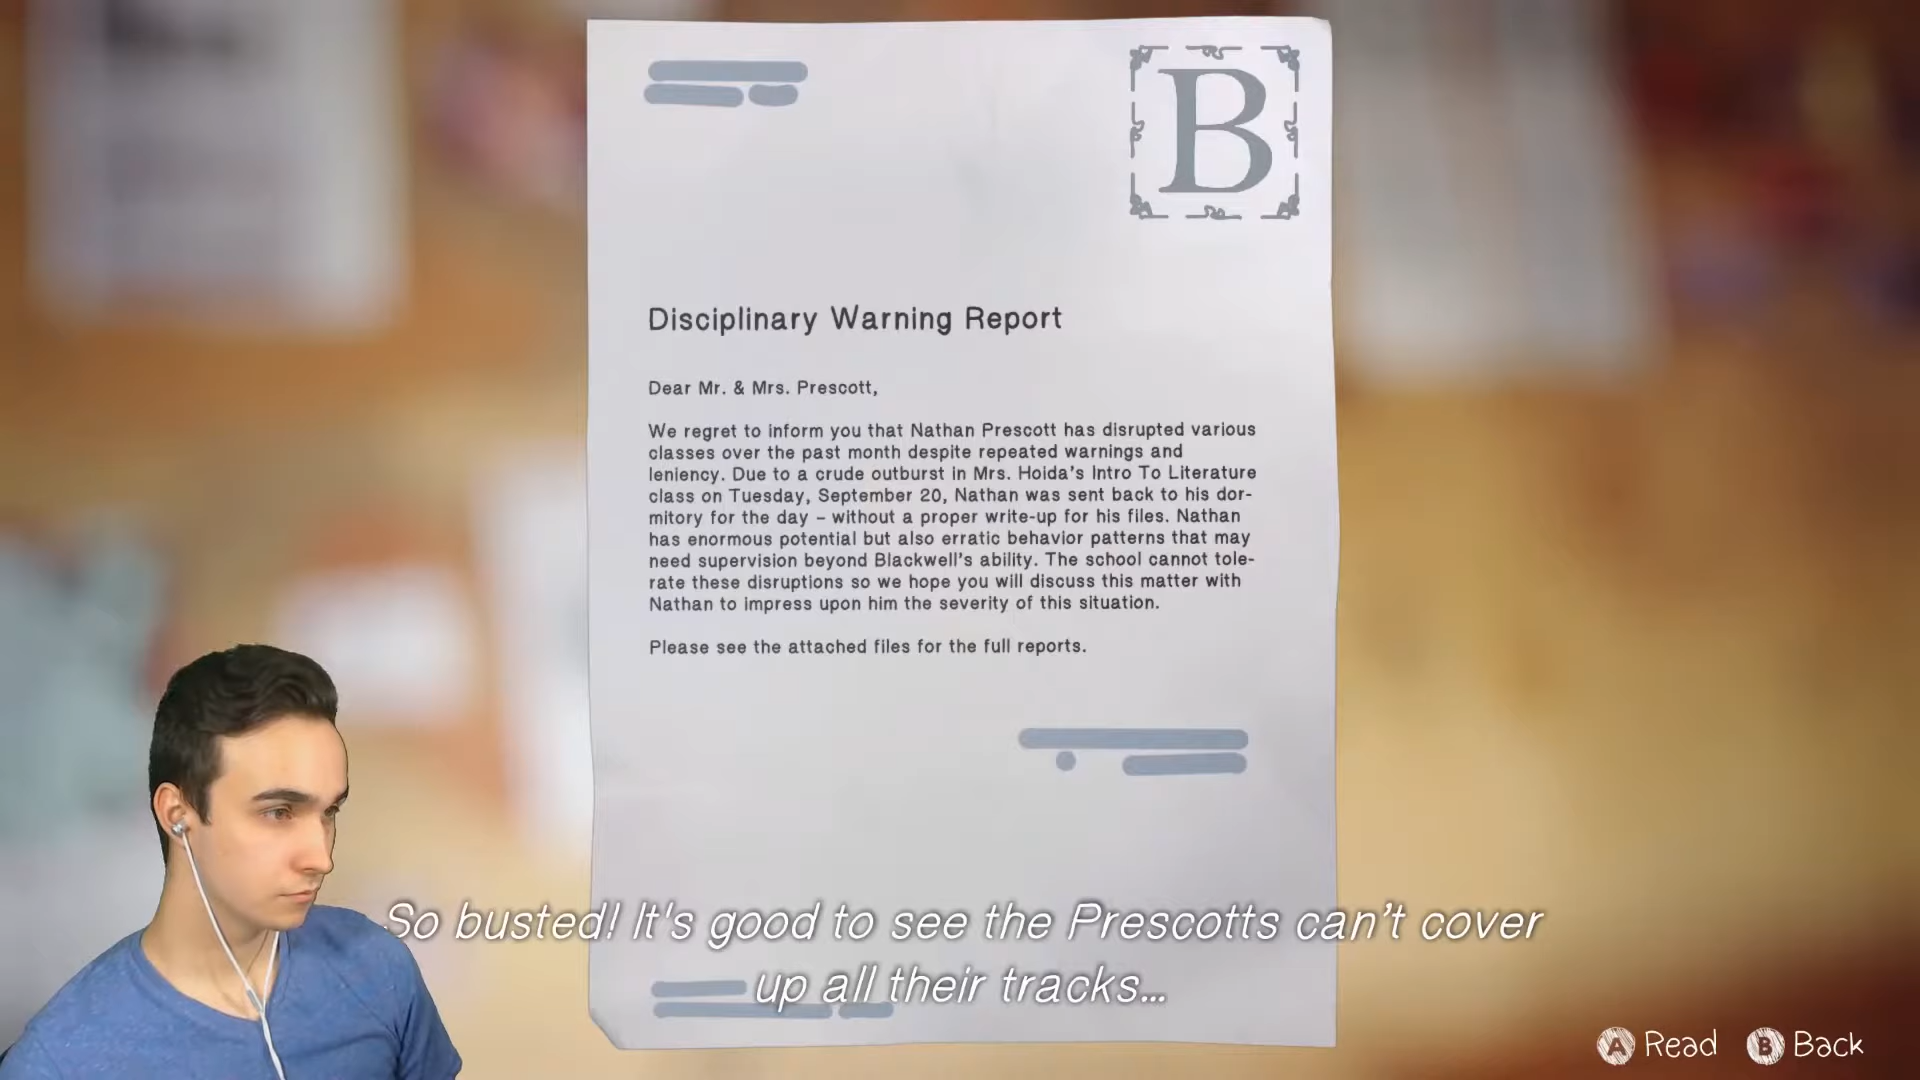 B
Disciplinary Warning Report
Dear Mr. & Mrs. Prescott,
We regret to inform you that Nathan Prescott has disrupted various
classes over the past month despite repeated warnings and
leniency. Due to a crude outburst in Mrs. Hoida's Intro To Literature
class on Tuesday, September 20, Nathan was sent back to his dor-
mitory for the day – without a proper write-up for his files. Nathan
has enormous potential but also erratic behavior patterns that may
need supervision beyond Blackwell's ability. The school cannot tole-
rate these disruptions so we hope you will discuss this matter with
Nathan to impress upon him the severity of this situation.
Please see the attached files for the full reports.
So busted! It's good to see the Prescotts can't cover
up all their tracks...
A Read B Back